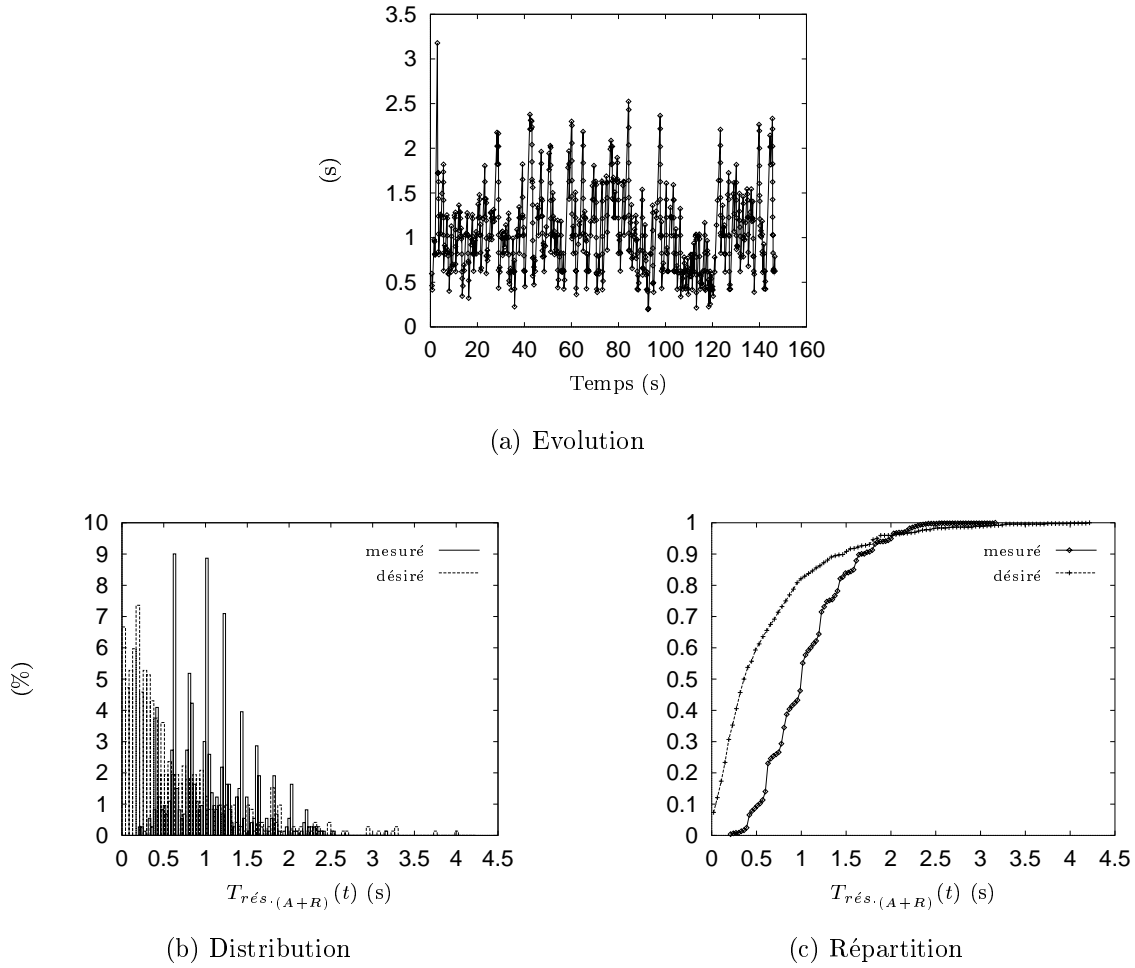 3.5
3
2.5
2
1.5
1
0.5
0
(s)
0 20 40 60 80 100 120 140 160
Temps (s)
(a) Evolution
10
9
8
7
6
5
4
3
2
1
0
(%)
mesuré
désiré
0 0.5 1 1.5 2 2.5 3 3.5 4 4.5
T_{rés.(A+R)}(t) (s)
(b) Distribution
1
0.9
0.8
0.7
0.6
0.5
0.4
0.3
0.2
0.1
0
mesuré
désiré
0 0.5 1 1.5 2 2.5 3 3.5 4 4.5
T_{rés.(A+R)}(t) (s)
(c) Répartition